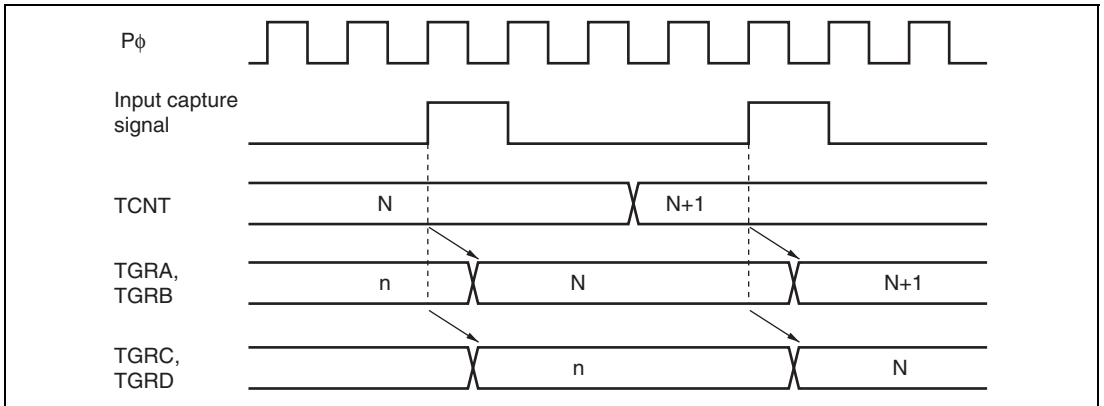 Pϕ
Input capture
signal
TCNT
N
N+1
TGRA,
TGRB
n
N
N+1
TGRC,
TGRD
n
N